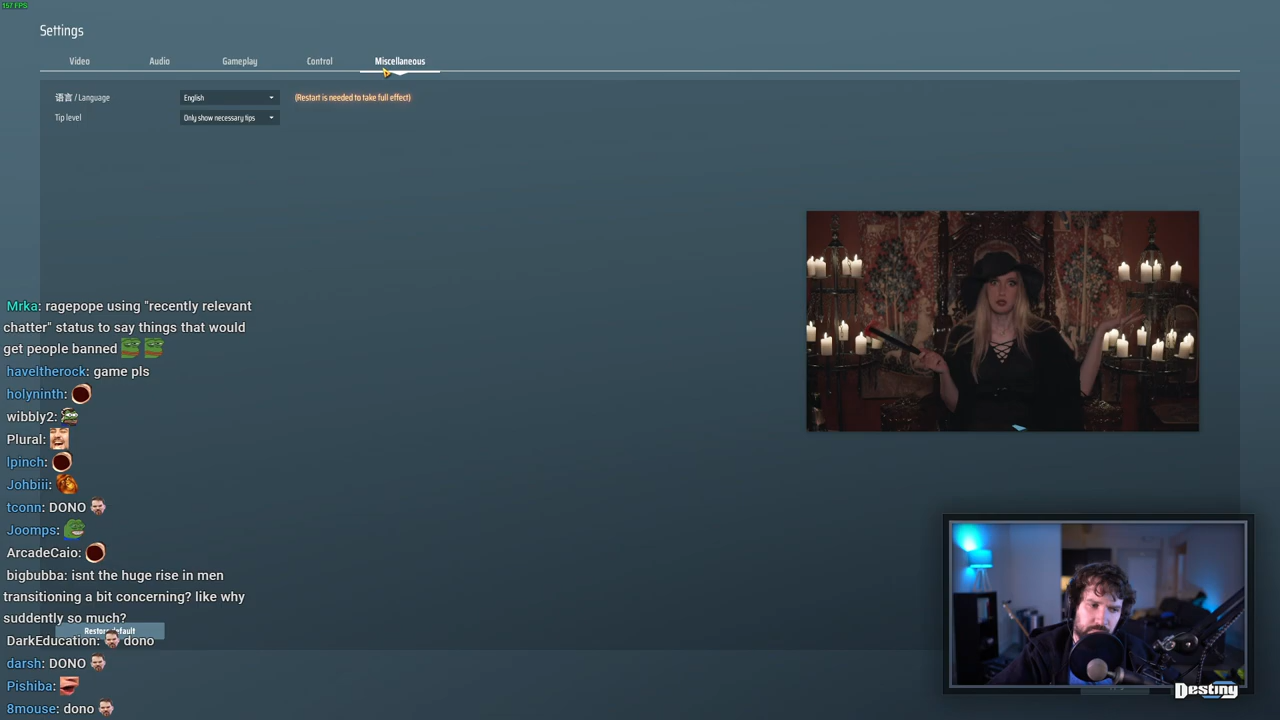 157 FPS
Settings
Video Audio Gameplay Control Miscellaneous
语言 / Language English (Restart is needed to take full effect)
Tip level Only show necessary tips
Mrka: ragepope using "recently relevant
chatter" status to say things that would
get people banned
haveltherock: game pls
holyninth:
wibbly2:
Plural:
lpinch:
Johbiii:
tconn: DONO
Joomps:
ArcadeCaio:
bigbubba: isnt the huge rise in men
transitioning a bit concerning? like why
suddently so much?
Restore default
DarkEducation: dono
darsh: DONO
Pishiba:
8mouse: dono
Destiny